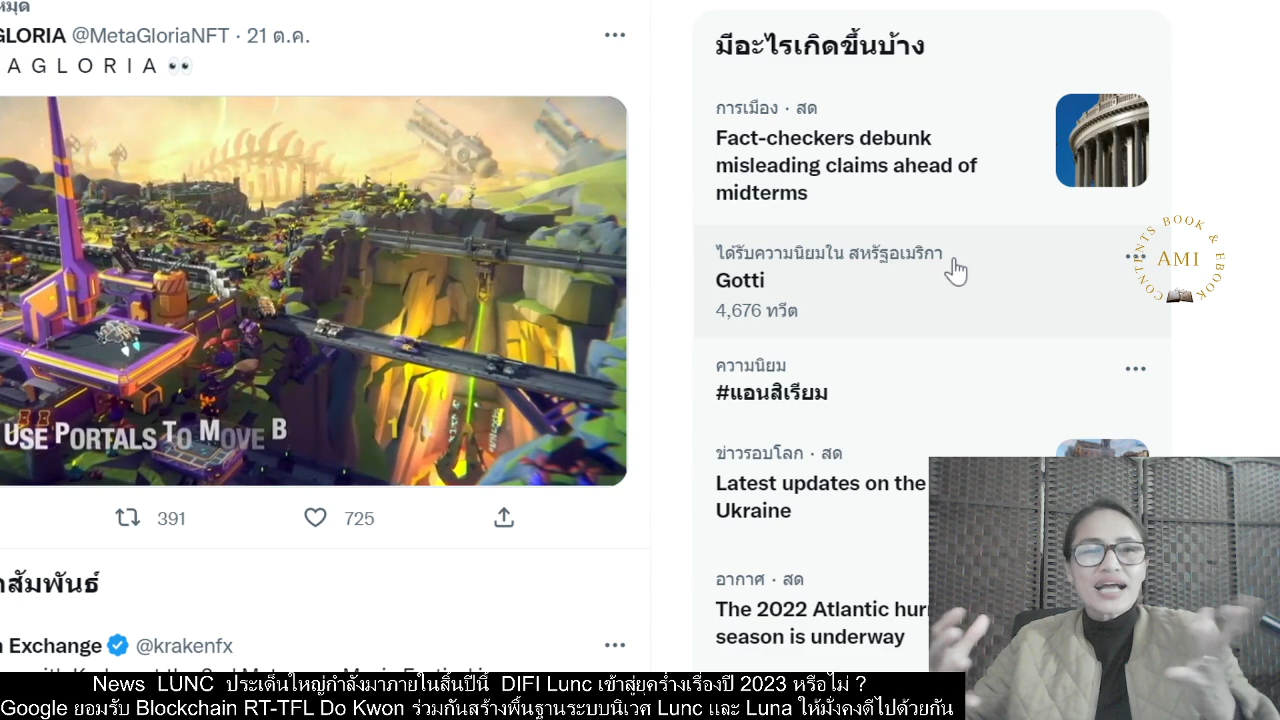 หมุด
GLORIA @MetaGloriaNFT · 21 ต.ค.
A G L O R I A 👀
USE PORTALS TO MOVE B
391
725
าสัมพันธ์
Exchange @krakenfx
มีอะไรเกิดขึ้นบ้าง
การเมือง · สด
Fact-checkers debunk
misleading claims ahead of
midterms
ได้รับความนิยมใน สหรัฐอเมริกา
Gotti
4,676 ทวีต
ความนิยม
#แอนสิเรียม
ข่าวรอบโลก · สด
Latest updates on the
Ukraine
อากาศ · สด
The 2022 Atlantic hur
season is underway
CONTENTS BOOK & EBOOK
AMI
News LUNC ประเด็นใหญ่กำลังมาภายในสิ้นปีนี้ DIFI Lunc เข้าสู่ยุคร่างเรืองปี 2023 หรือไม่ ?
Google ยอมรับ Blockchain RT-TFL Do Kwon ร่วมกันสร้างพื้นฐานระบบนิเวศ Lunc และ Luna ให้มั่งคงดีไปด้วยกัน